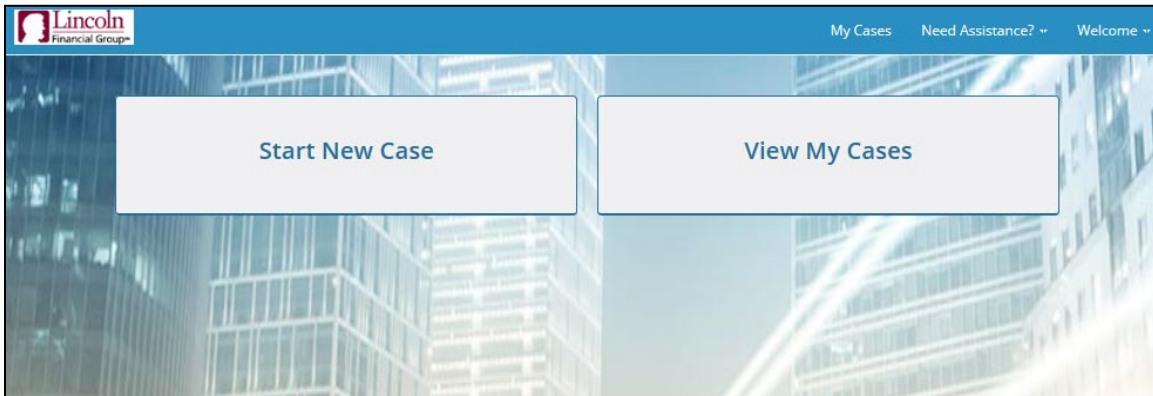 Lincoln
Financial Group
My Cases Need Assistance? Welcome
Start New Case
View My Cases